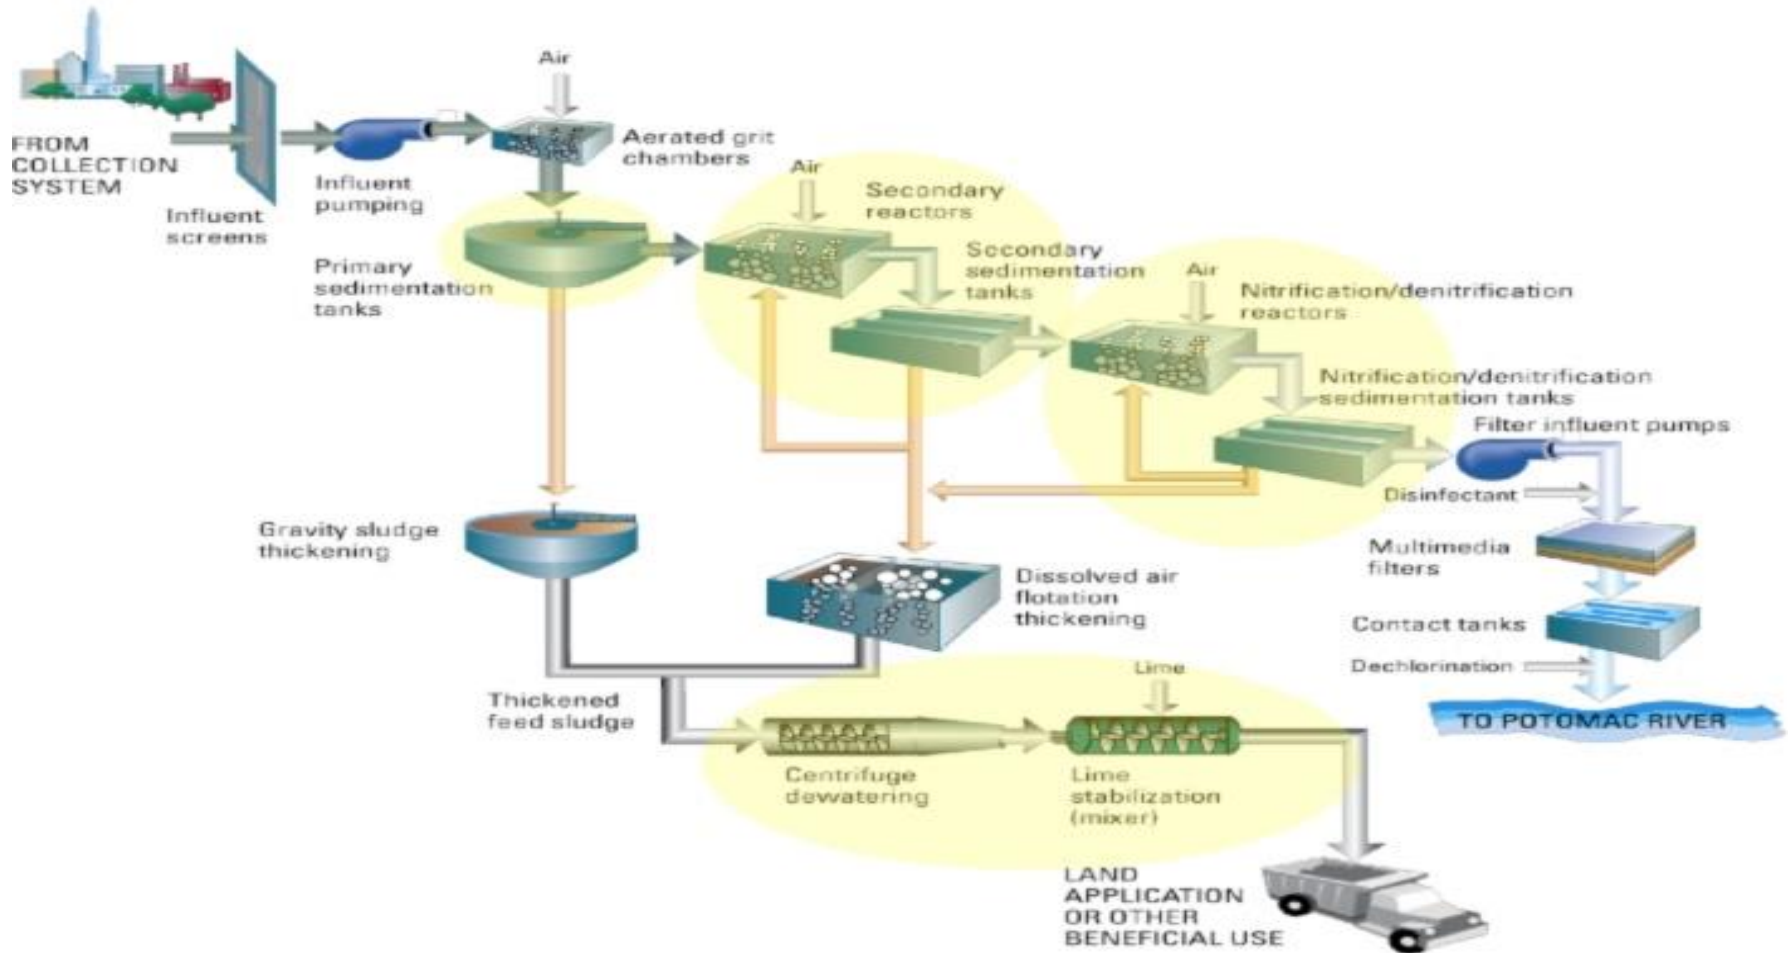 Air
FROM
COLLECTION
SYSTEM
Influent
screens
Influent
pumping
Aerated grit
chambers
Primary
sedimentation
tanks
Air
Secondary
reactors
Secondary
sedimentation
tanks
Air
Nitrification/denitrification
reactors
Nitrification/denitrification
sedimentation tanks
Filter influent pumps
Disinfectant
Multimedia
filters
Contact tanks
Dechlorination
TO POTOMAC RIVER
Gravity sludge
thickening
Dissolved air
flotation
thickening
Thickened
feed sludge
Lime
Centrifuge
dewatering
Lime
stabilization
(mixer)
LAND
APPLICATION
OR OTHER
BENEFICIAL USE